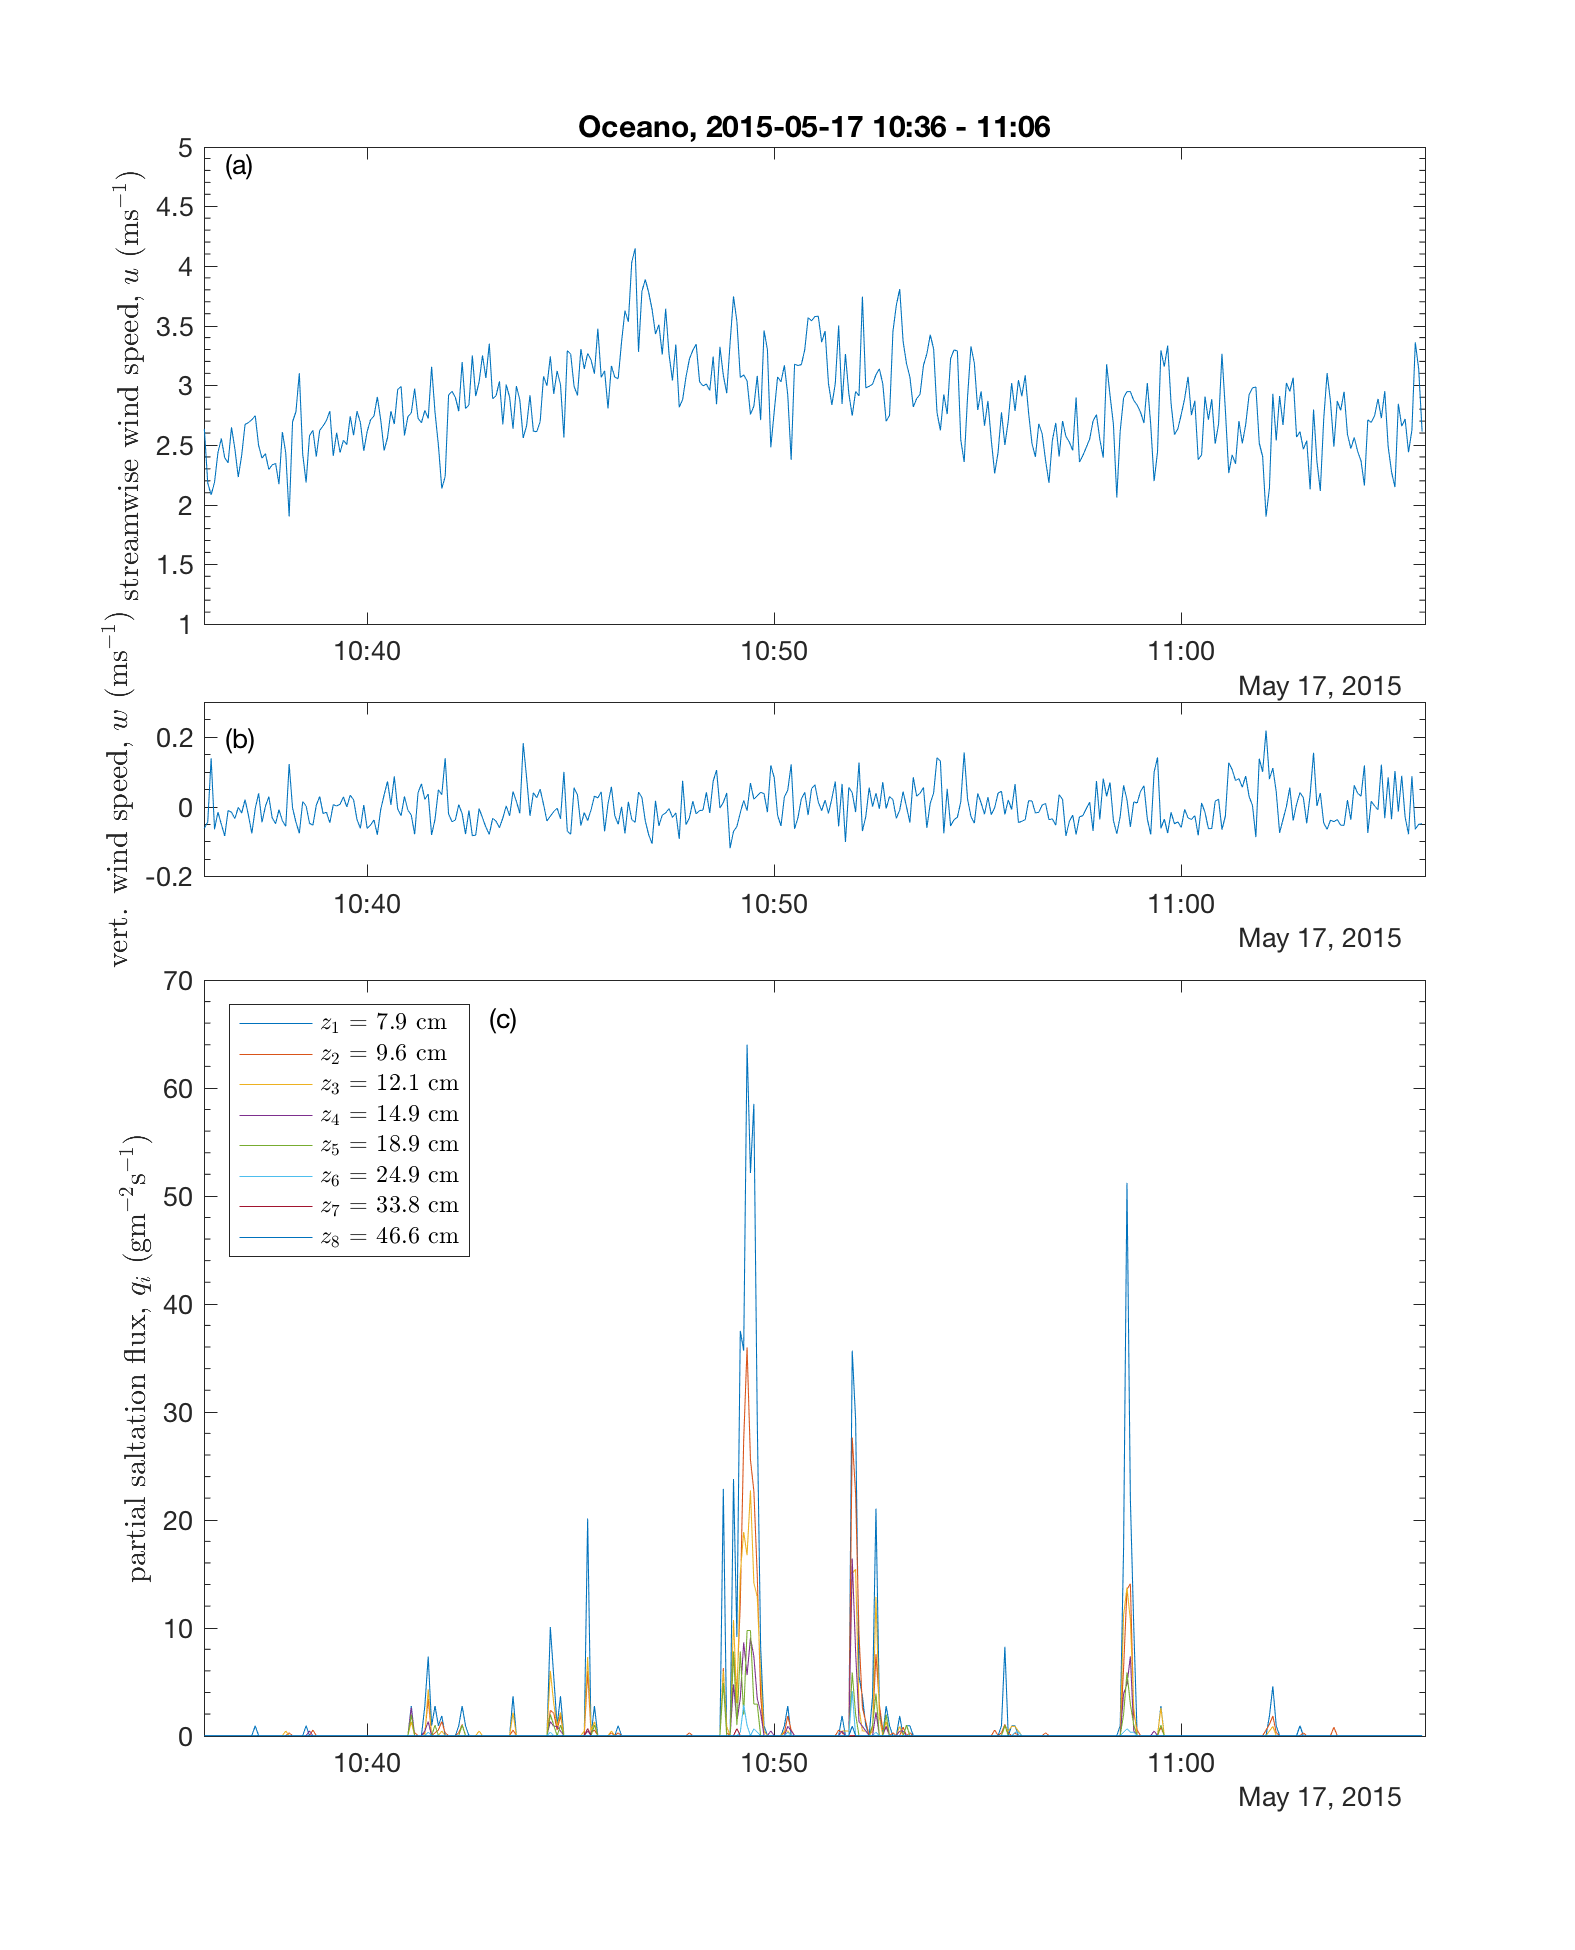 Oceano, 2015-05-17 10:36 - 11:06
(a)
streamwise wind speed, u (ms⁻¹)
5
4.5
4
3.5
3
2.5
2
1.5
1
10:40 10:50 11:00
May 17, 2015
(b)
vert. wind speed, w (ms⁻¹)
0.2
0
-0.2
10:40 10:50 11:00
May 17, 2015
(c)
partial saltation flux, qᵢ (gm⁻²s⁻¹)
70
60
50
40
30
20
10
0
z₁ = 7.9 cm
z₂ = 9.6 cm
z₃ = 12.1 cm
z₄ = 14.9 cm
z₅ = 18.9 cm
z₆ = 24.9 cm
z₇ = 33.8 cm
z₈ = 46.6 cm
10:40 10:50 11:00
May 17, 2015